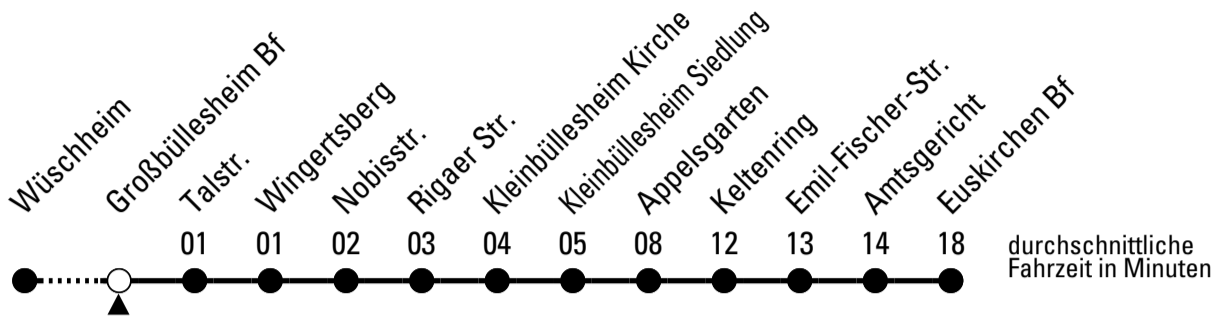 Wüschheim
Großbüllesheim Bf
Talstr.
Wingertsberg
Nobisstr.
Rigaer Str.
Kleinbüllesheim Kirche
Kleinbüllesheim Siedlung
Appelsgarten
Keltenring
Emil-Fischer-Str.
Amtsgericht
Euskirchen Bf
01 01 02 03 04 05 08 12 13 14 18
durchschnittliche
Fahrzeit in Minuten